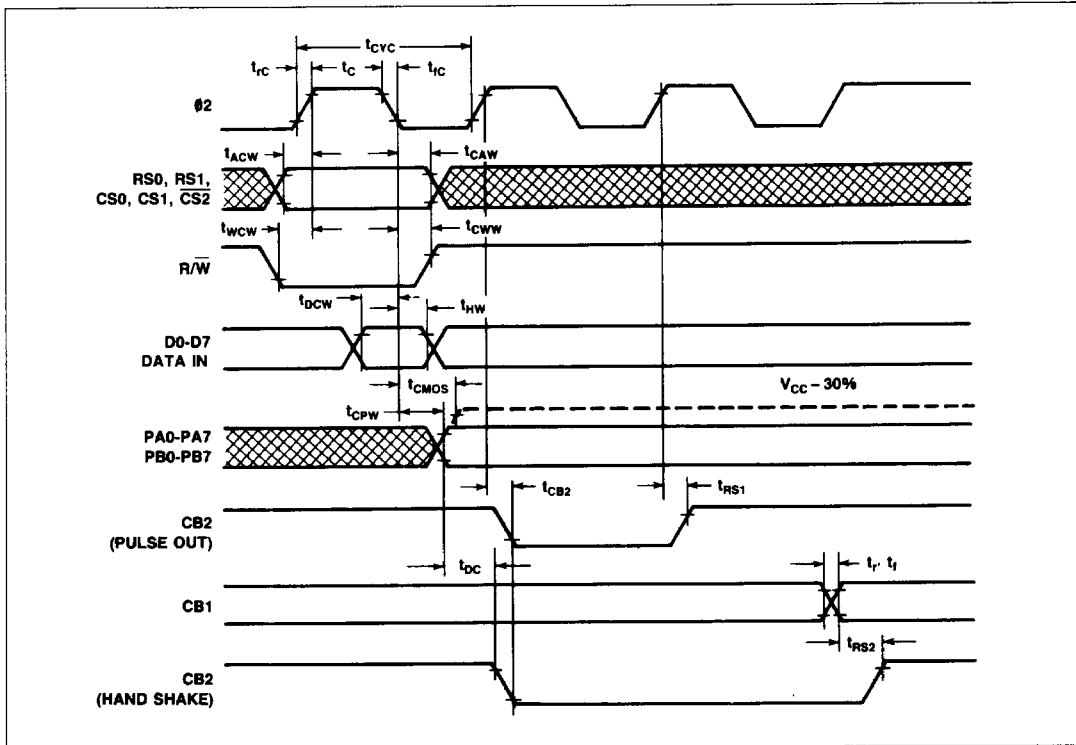 tCYC
trC
tC
tfC
ø2
tACW
tCAW
RS0, RS1,
CS0, CS1, C̅S̅2̅
tWCW
tCWW
R/W̅
tDCW
tHW
D0-D7
DATA IN
tCMOS
VCC – 30%
tCPW
PA0-PA7
PB0-PB7
tCB2
tRS1
CB2
(PULSE OUT)
tDC
tr, tf
CB1
tRS2
CB2
(HAND SHAKE)